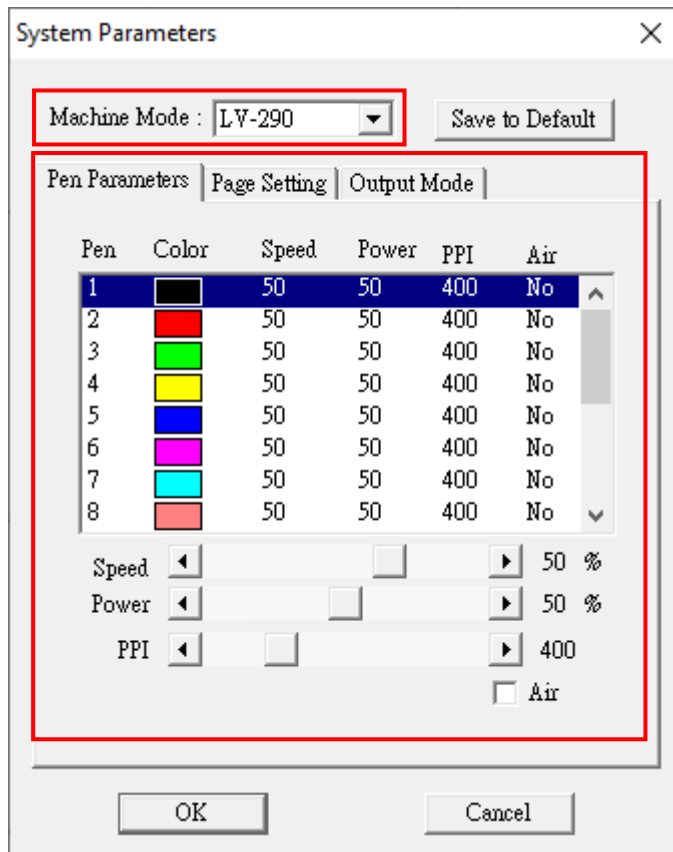 System Parameters
Machine Mode : LV-290 Save to Default
Pen Parameters Page Setting Output Mode
Pen Color Speed Power PPI Air
1 50 50 400 No
2 50 50 400 No
3 50 50 400 No
4 50 50 400 No
5 50 50 400 No
6 50 50 400 No
7 50 50 400 No
8 50 50 400 No
Speed 50 %
Power 50 %
PPI 400
Air
OK Cancel